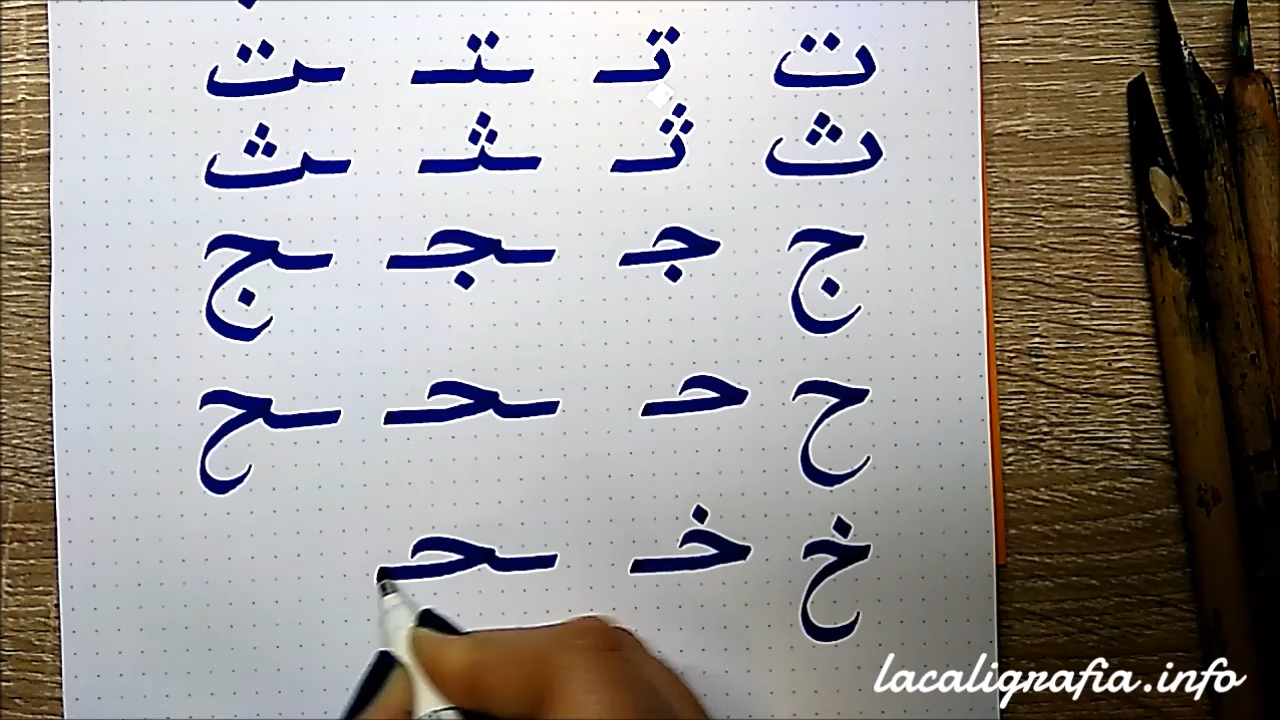 ت تـ ـتـ ـت
ث ثـ ـثـ ـث
ج جـ ـجـ ـج
ح حـ ـحـ ـح
خ خـ ـحـ
lacaligrafia.info